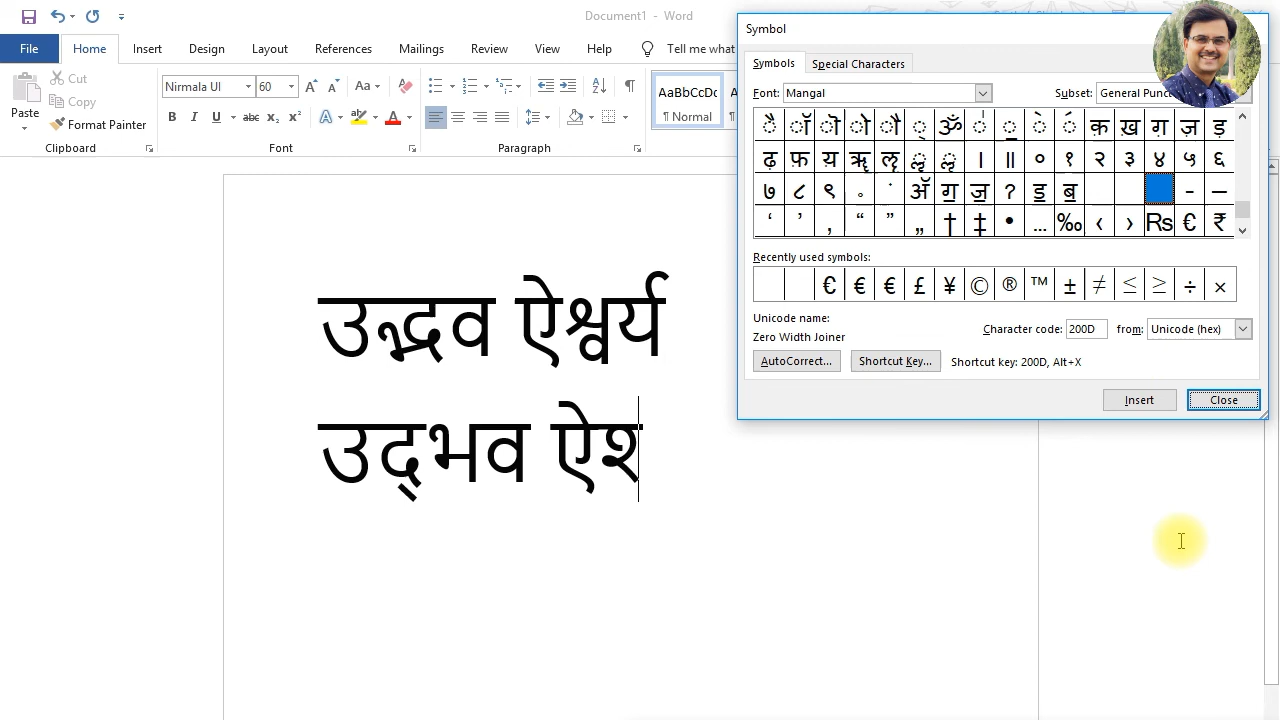 Document1 - Word
File Home Insert Design Layout References Mailings Review View Help Tell me what
Paste
Cut
Copy
Format Painter
Clipboard
Nirmala UI 60
Font
Paragraph
AaBbCcDc
¶ Normal
उद्भव ऐश्वर्य
उद्‌भव ऐश्‍
Symbol
Symbols Special Characters
Font: Mangal Subset: General Punc
ै ॉ ॊ ो ौ ् ॐ ॑ ॒ ॓ ॔ क़ ख़ ग़ ज़ ड़
ढ़ फ़ य़ ॠ ॡ ॢ ॣ । ॥ ० १ २ ३ ४ ५ ६
७ ८ ९ ॰ ॱ ॲ ॻ ॼ ॽ ॾ ॿ - –
‘ ’ ‚ “ ” „ † ‡ • … ‰ ‹ › ₨ € ₹
Recently used symbols:
€ € € £ ¥ © ® ™ ± ≠ ≤ ≥ ÷ ×
Unicode name:
Zero Width Joiner
Character code: 200D from: Unicode (hex)
AutoCorrect... Shortcut Key... Shortcut key: 200D, Alt+X
Insert Close